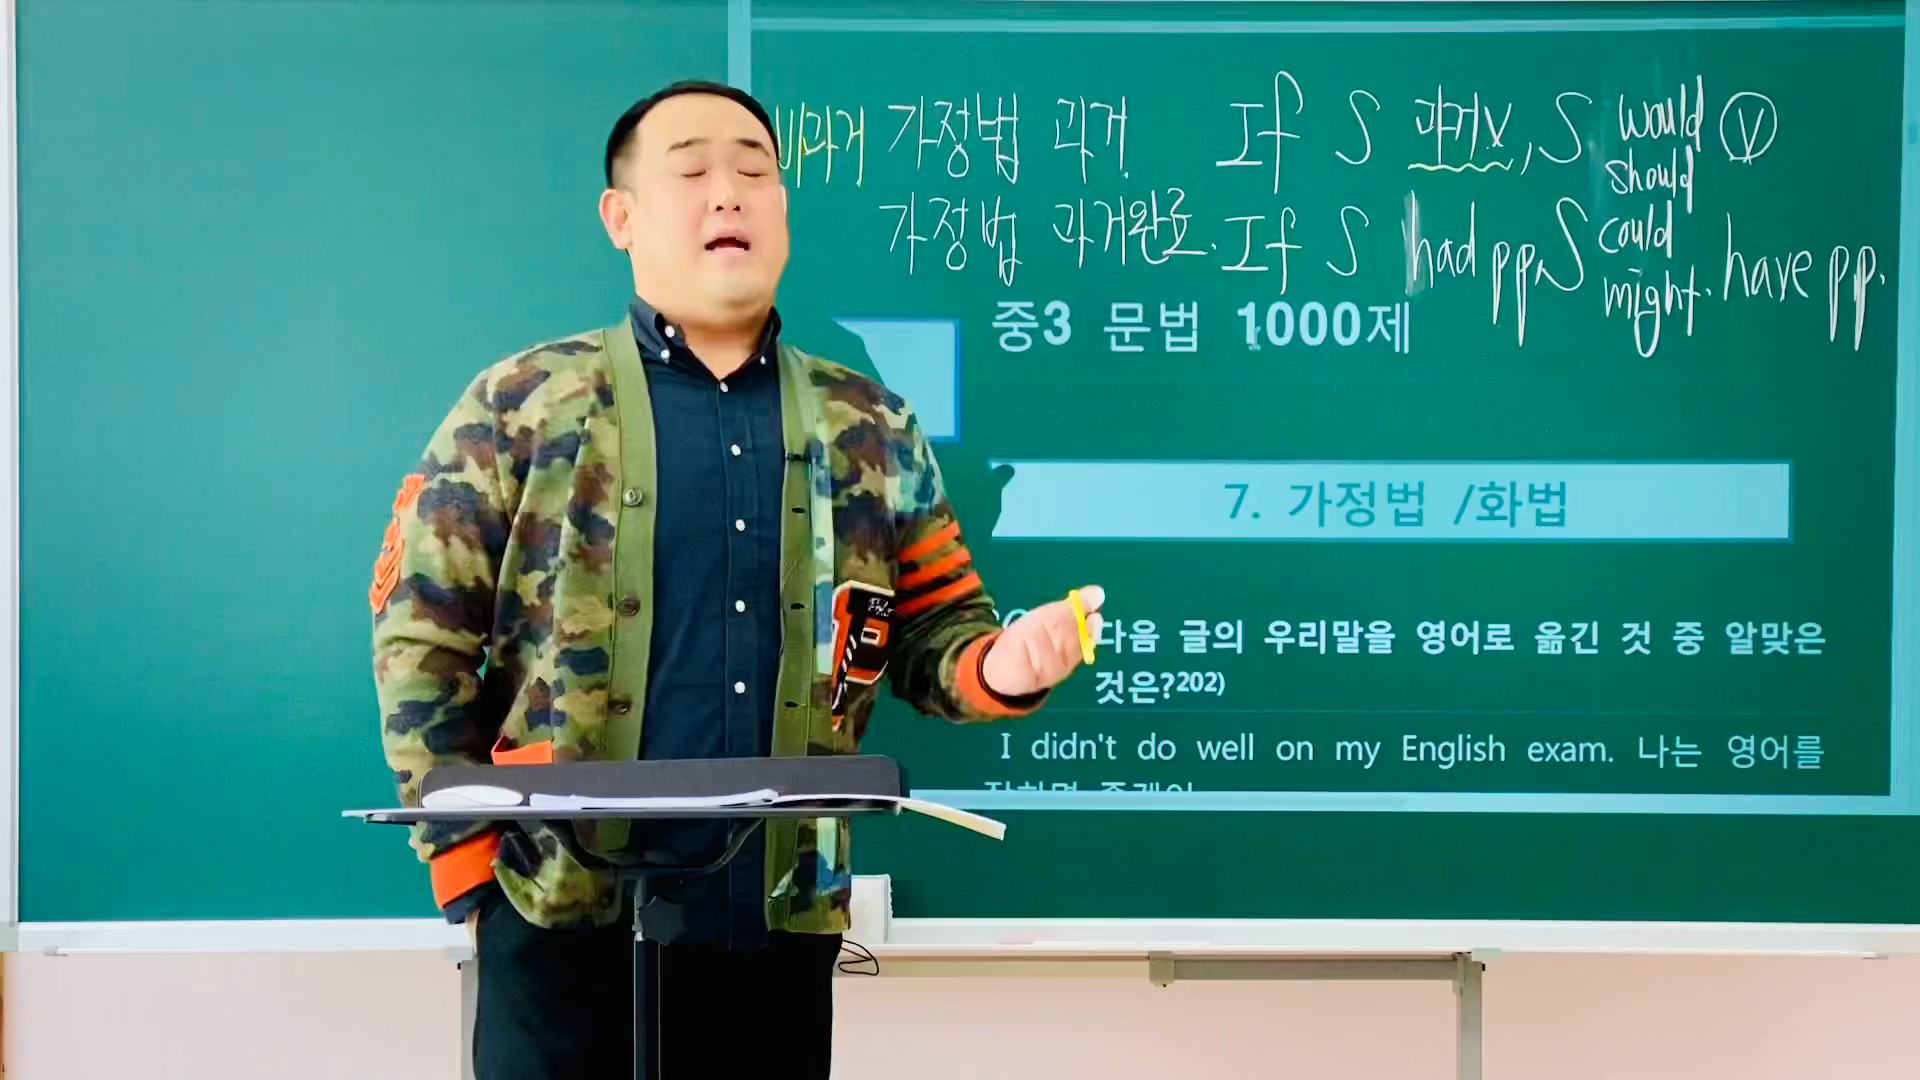 비과거 가정법 과거 If S 과거V, S would Ⓥ
should
가정법 과거완료. If S had pp, S could have pp.
might.
중3 문법 1000제
7. 가정법 /화법
다음 글의 우리말을 영어로 옮긴 것 중 알맞은
것은?202)
I didn't do well on my English exam. 나는 영어를